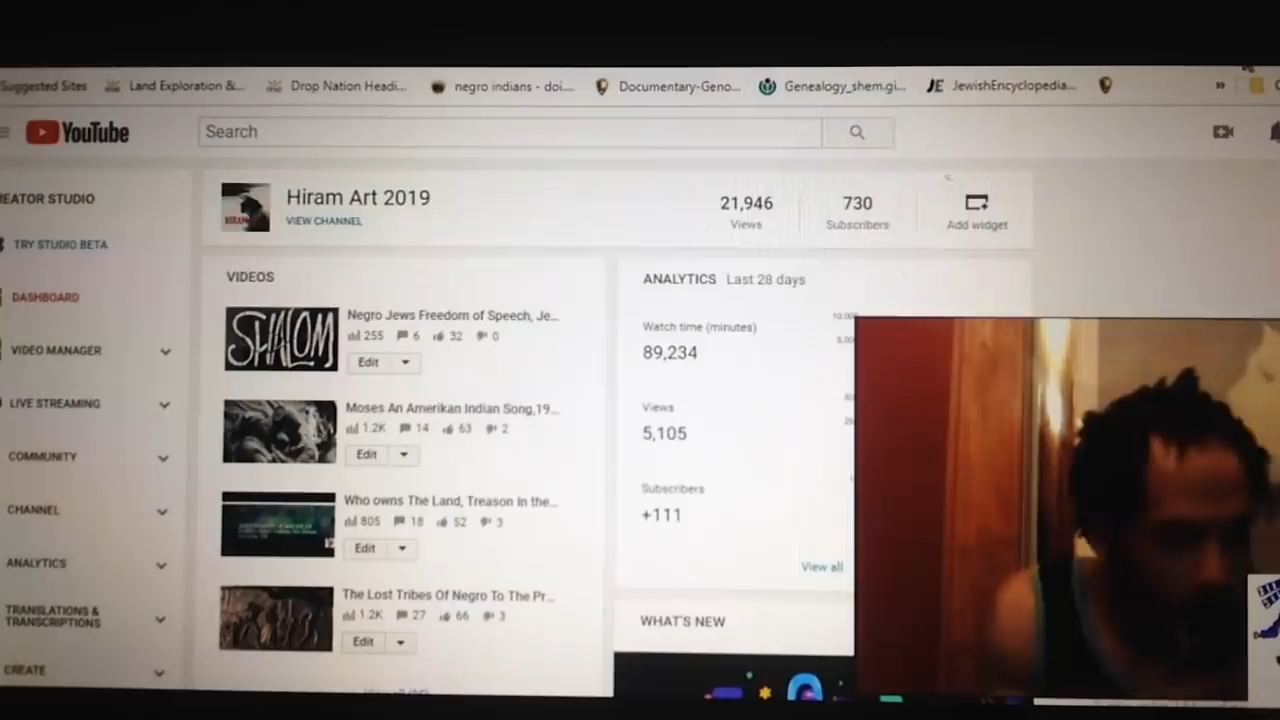 Suggested Sites Land Exploration &... Drop Nation Headi... negro indians - doi.... Documentary-Geno... Genealogy_shem.gi... JewishEncyclopedia... »
YouTube Search
EATOR STUDIO
TRY STUDIO BETA
DASHBOARD
VIDEO MANAGER
LIVE STREAMING
COMMUNITY
CHANNEL
ANALYTICS
TRANSLATIONS &
TRANSCRIPTIONS
CREATE
HIRAM
Hiram Art 2019
VIEW CHANNEL
21,946
Views
730
Subscribers
Add widget
VIDEOS
SHALOM
Negro Jews Freedom of Speech, Je...
255 6 32 0
Edit
Moses An Amerikan Indian Song,19...
1.2K 14 63 2
Edit
Who owns The Land, Treason In the...
805 18 52 3
Edit
The Lost Tribes Of Negro To The Pr...
1.2K 27 66 3
Edit
ANALYTICS Last 28 days
Watch time (minutes)
89,234
Views
5,105
Subscribers
+111
View all
WHAT'S NEW
10,000